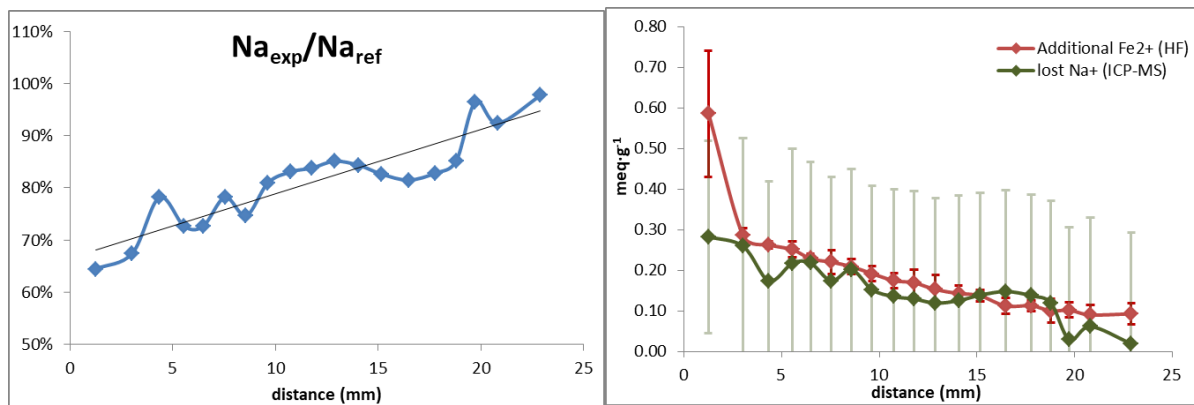 Na_exp/Na_ref
110%
100%
90%
80%
70%
60%
50%
0 5 10 15 20 25
distance (mm)
Additional Fe2+ (HF)
lost Na+ (ICP-MS)
meq·g⁻¹
0.80
0.70
0.60
0.50
0.40
0.30
0.20
0.10
0.00
0 5 10 15 20 25
distance (mm)